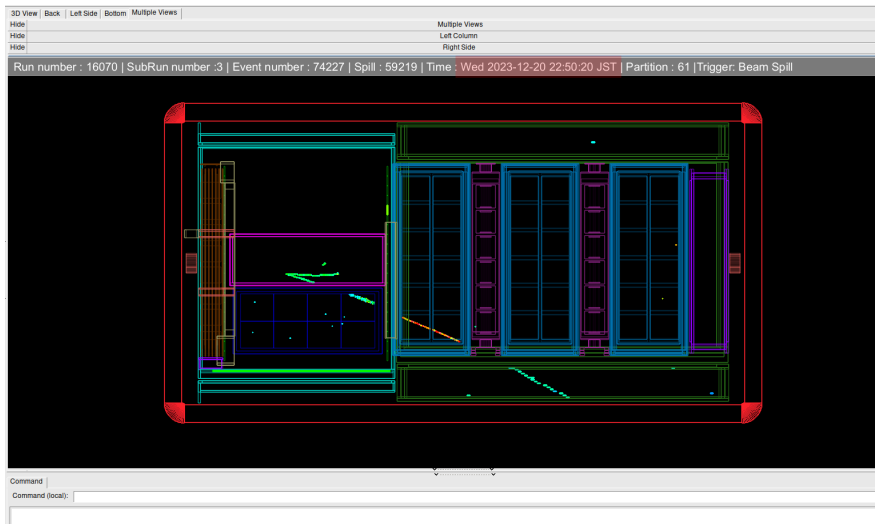 3D View Back Left Side Bottom Multiple Views
Hide Multiple Views
Hide Left Column
Hide Right Side
Run number : 16070 | SubRun number :3 | Event number : 74227 | Spill : 59219 | Time : Wed 2023-12-20 22:50:20 JST | Partition : 61 |Trigger: Beam Spill
Command
Command (local):